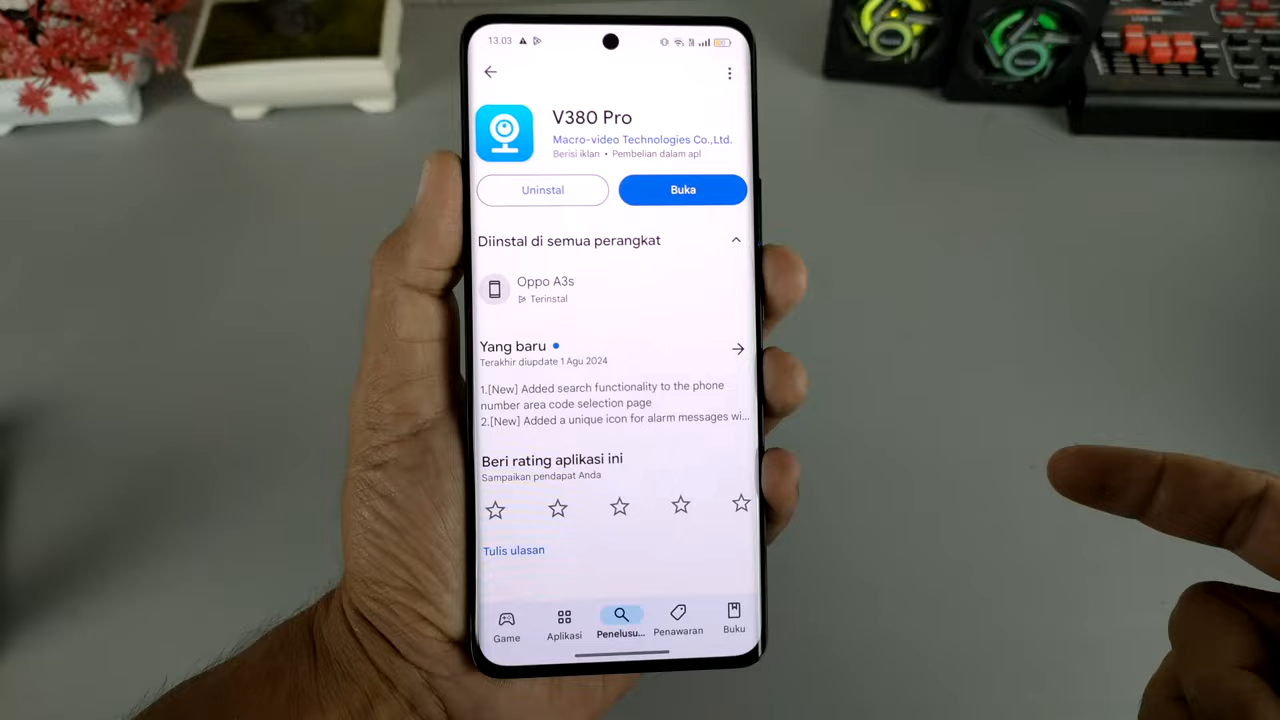 13.03
V380 Pro
Macro-video Technologies Co.,Ltd.
Berisi iklan • Pembelian dalam apl
Uninstal
Buka
Diinstal di semua perangkat
Oppo A3s
Terinstal
Yang baru
Terakhir diupdate 1 Agu 2024
1.[New] Added search functionality to the phone
number area code selection page
2.[New] Added a unique icon for alarm messages wi...
Beri rating aplikasi ini
Sampaikan pendapat Anda
Tulis ulasan
Game
Aplikasi
Penelusu...
Penawaran
Buku